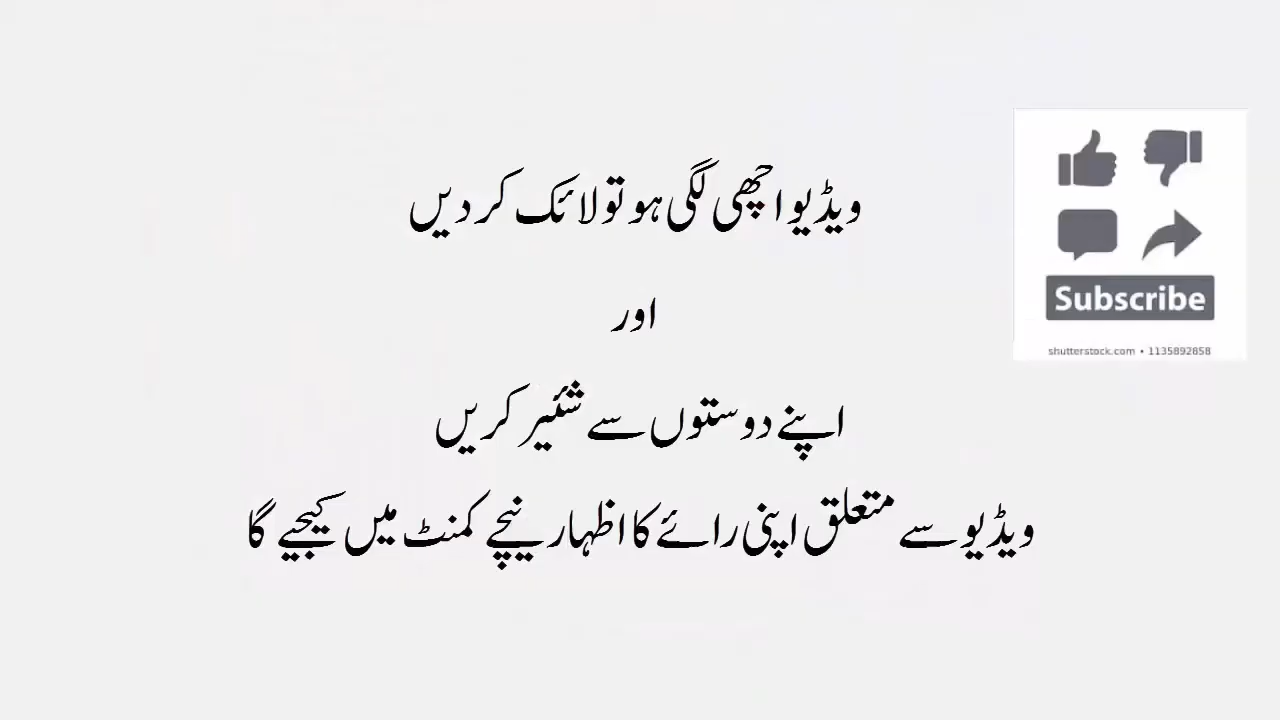 ویڈیو اچھی لگی ہو تو لائک کر دیں
اور
اپنے دوستوں سے شئیر کریں
ویڈیو سے متعلق اپنی رائے کا اظہار نیچے کمنٹ میں کیجیے گا
Subscribe
shutterstock.com • 1135892858